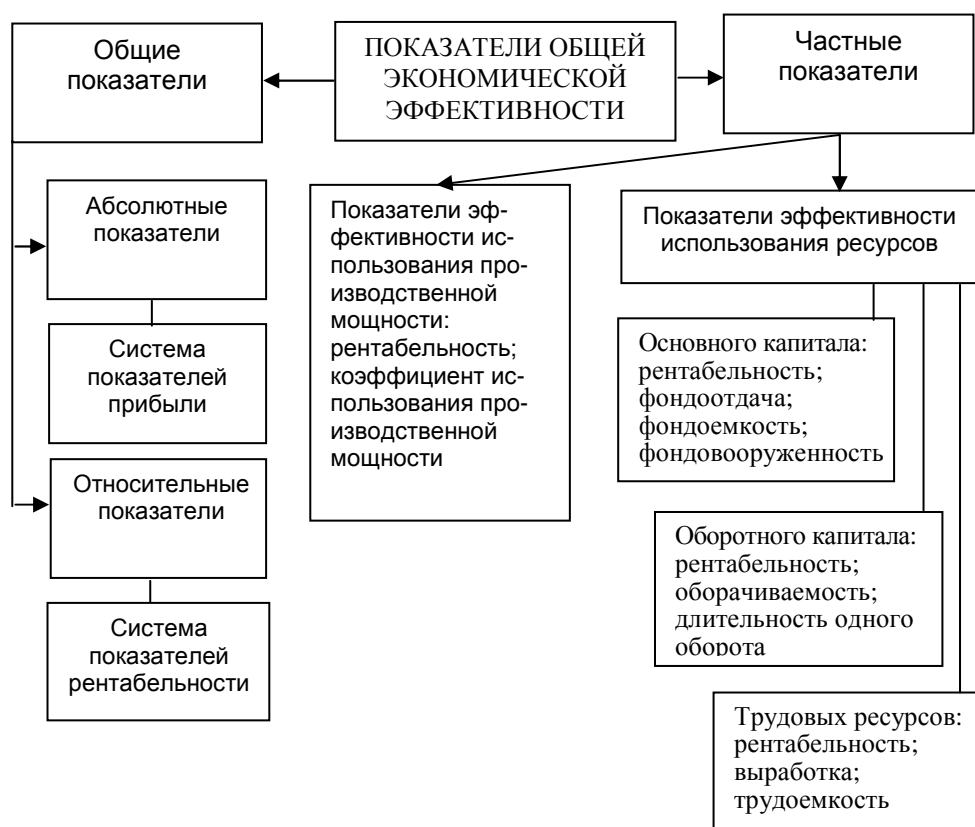 Общие
показатели
ПОКАЗАТЕЛИ ОБЩЕЙ
ЭКОНОМИЧЕСКОЙ
ЭФФЕКТИВНОСТИ
Частные
показатели
Абсолютные
показатели
Система
показателей
прибыли
Относительные
показатели
Система
показателей
рентабельности
Показатели эф-
фективности ис-
пользования про-
изводственной
мощности:
рентабельность;
коэффициент ис-
пользования про-
изводственной
мощности
Показатели эффективности
использования ресурсов
Основного капитала:
рентабельность;
фондоотдача;
фондоемкость;
фондовооруженность
Оборотного капитала:
рентабельность;
оборачиваемость;
длительность одного
оборота
Трудовых ресурсов:
рентабельность;
выработка;
трудоемкость